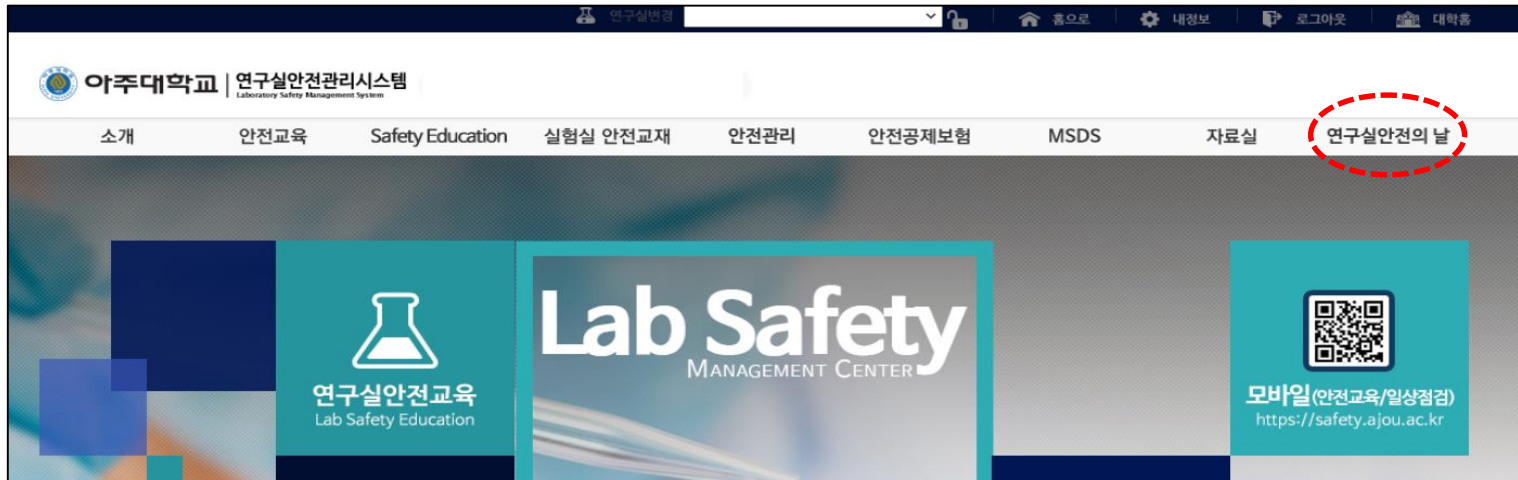 연구실변경 홈으로 내정보 로그아웃 대학홈
아주대학교 연구실안전관리시스템
Laboratory Safety Management System
소개 안전교육 Safety Education 실험실 안전교재 안전관리 안전공제보험 MSDS 자료실 연구실안전의 날
연구실안전교육
Lab Safety Education
Lab Safety
MANAGEMENT CENTER
모바일(안전교육/일상점검)
https://safety.ajou.ac.kr